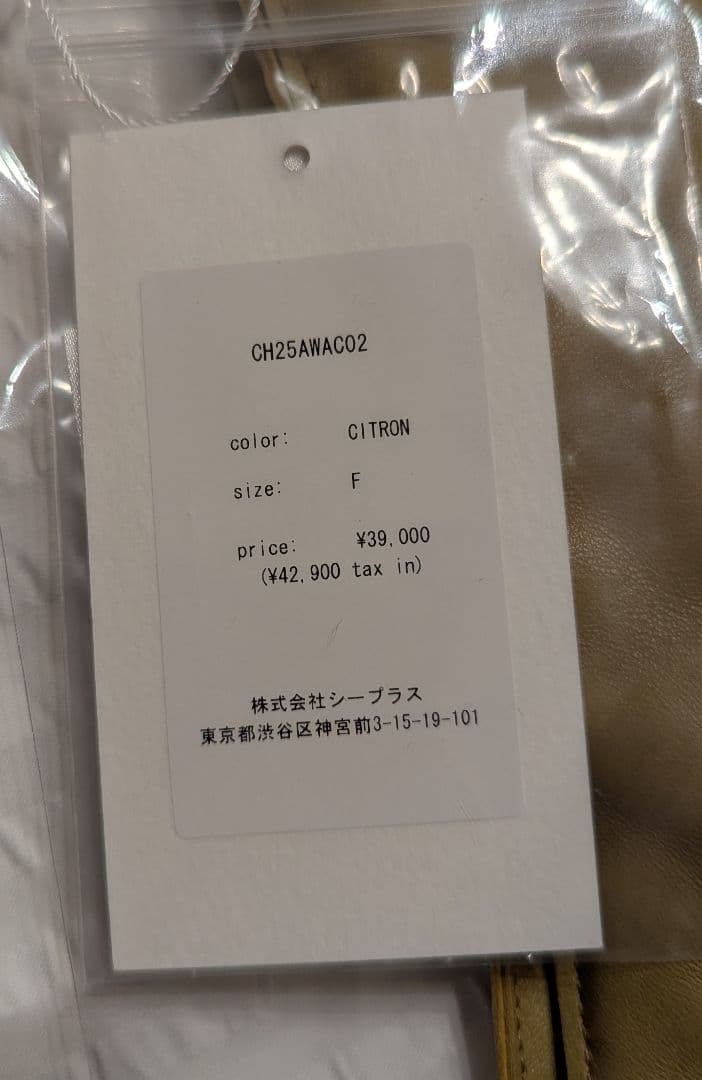 CH25AWAC02
color: CITRON
size: F
price: ¥39,000
(¥42,900 tax in)
株式会社シープラス
東京都渋谷区神宮前3-15-19-101